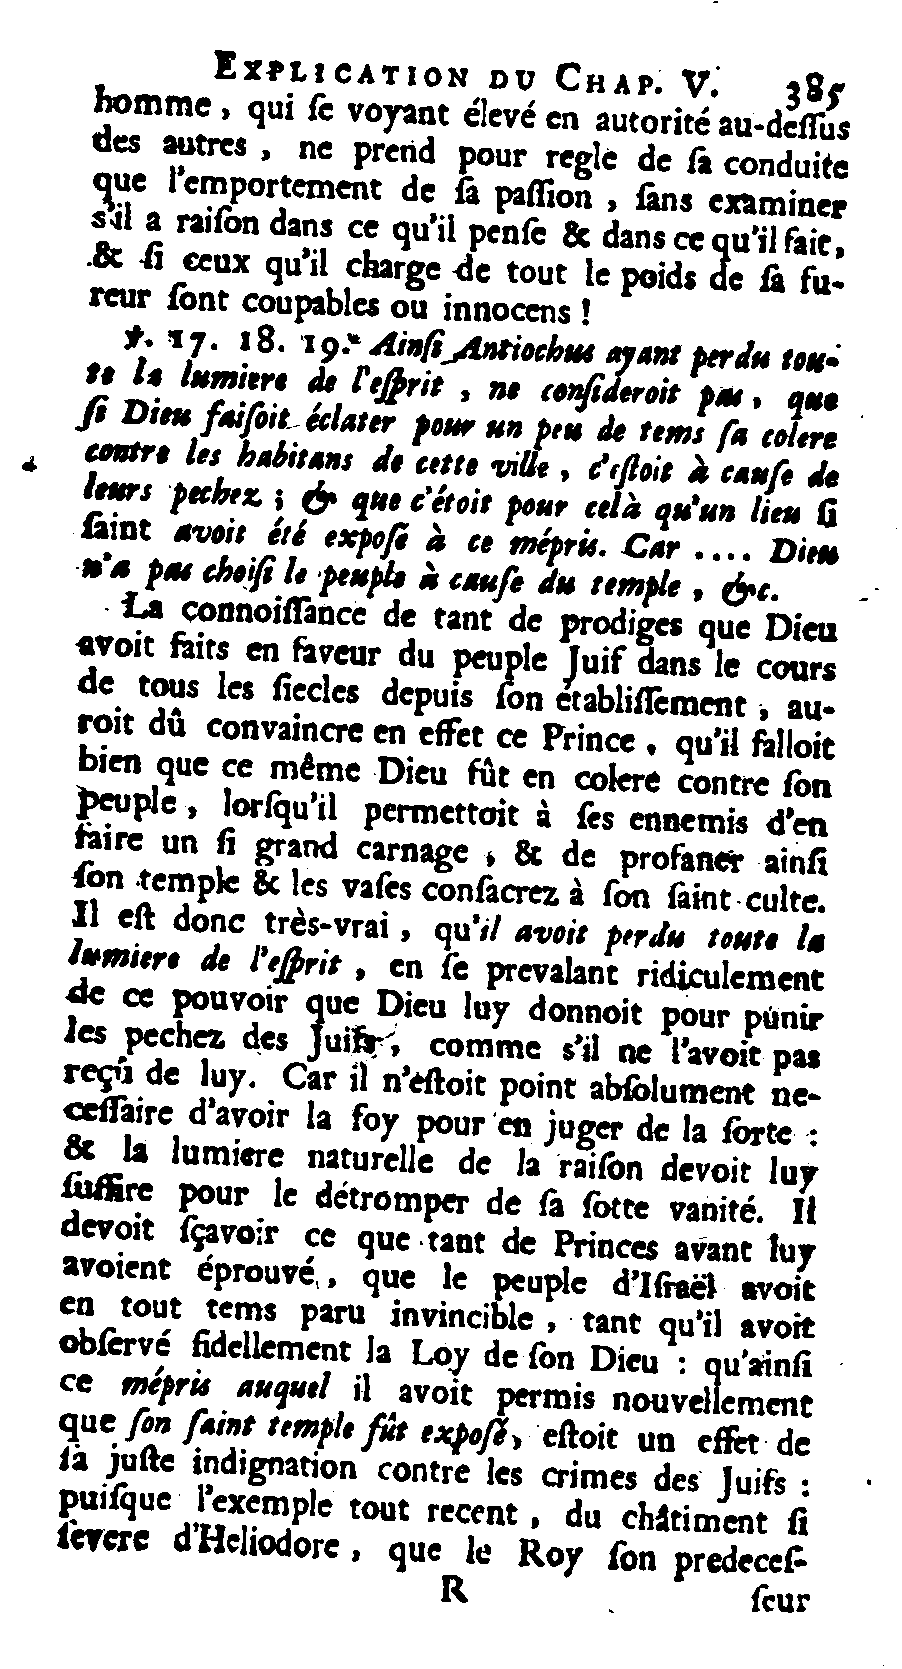 EXPLICATION DU CHAP. V. 385
homme, qui ſe voyant élevé en autorité au-deſſus
des autres, ne prend pour regle de ſa conduite
que l'emportement de ſa paſſion, ſans examiner
s'il a raiſon dans ce qu'il penſe & dans ce qu'il fait,
& ſi ceux qu'il charge de tout le poids de ſa fu-
reur ſont coupables ou innocens!
℣. 17. 18. 19. Ainſi Antiochus ayant perdu tou-
te la lumiere de l'eſprit, ne conſideroit pas, que
ſi Dieu faiſoit éclater pour un peu de tems ſa colere
contre les habitans de cette ville, c'eſtoit à cauſe de
leurs pechez; & que c'étoit pour celà qu'un lieu ſi
ſaint avoit été expoſé à ce mépris. Car .... Dieu
n'a pas choiſi le peuple à cauſe du temple, &c.
La connoiſſance de tant de prodiges que Dieu
avoit faits en faveur du peuple Juif dans le cours
de tous les ſiecles depuis ſon établiſſement, au-
roit dû convaincre en effet ce Prince, qu'il falloit
bien que ce même Dieu fût en colere contre ſon
peuple, lorſqu'il permettoit à ſes ennemis d'en
faire un ſi grand carnage, & de profaner ainſi
ſon temple & les vaſes conſacrez à ſon ſaint culte.
Il eſt donc très-vrai, qu'il avoit perdu toute la
lumiere de l'eſprit, en ſe prevalant ridiculement
de ce pouvoir que Dieu luy donnoit pour punir
les pechez des Juifs, comme s'il ne l'avoit pas
reçû de luy. Car il n'eſtoit point abſolument ne-
ceſſaire d'avoir la foy pour en juger de la ſorte:
& la lumiere naturelle de la raiſon devoit luy
ſuffire pour le détromper de ſa ſotte vanité. Il
devoit ſçavoir ce que tant de Princes avant luy
avoient éprouvé, que le peuple d'Iſraël avoit
en tout tems paru invincible, tant qu'il avoit
obſervé fidellement la Loy de ſon Dieu: qu'ainſi
ce mépris auquel il avoit permis nouvellement
que ſon ſaint temple fût expoſé, eſtoit un effet de
ſa juſte indignation contre les crimes des Juifs:
puiſque l'exemple tout recent, du châtiment ſi
ſevere d'Heliodore, que le Roy ſon predeceſ-
R ſeur